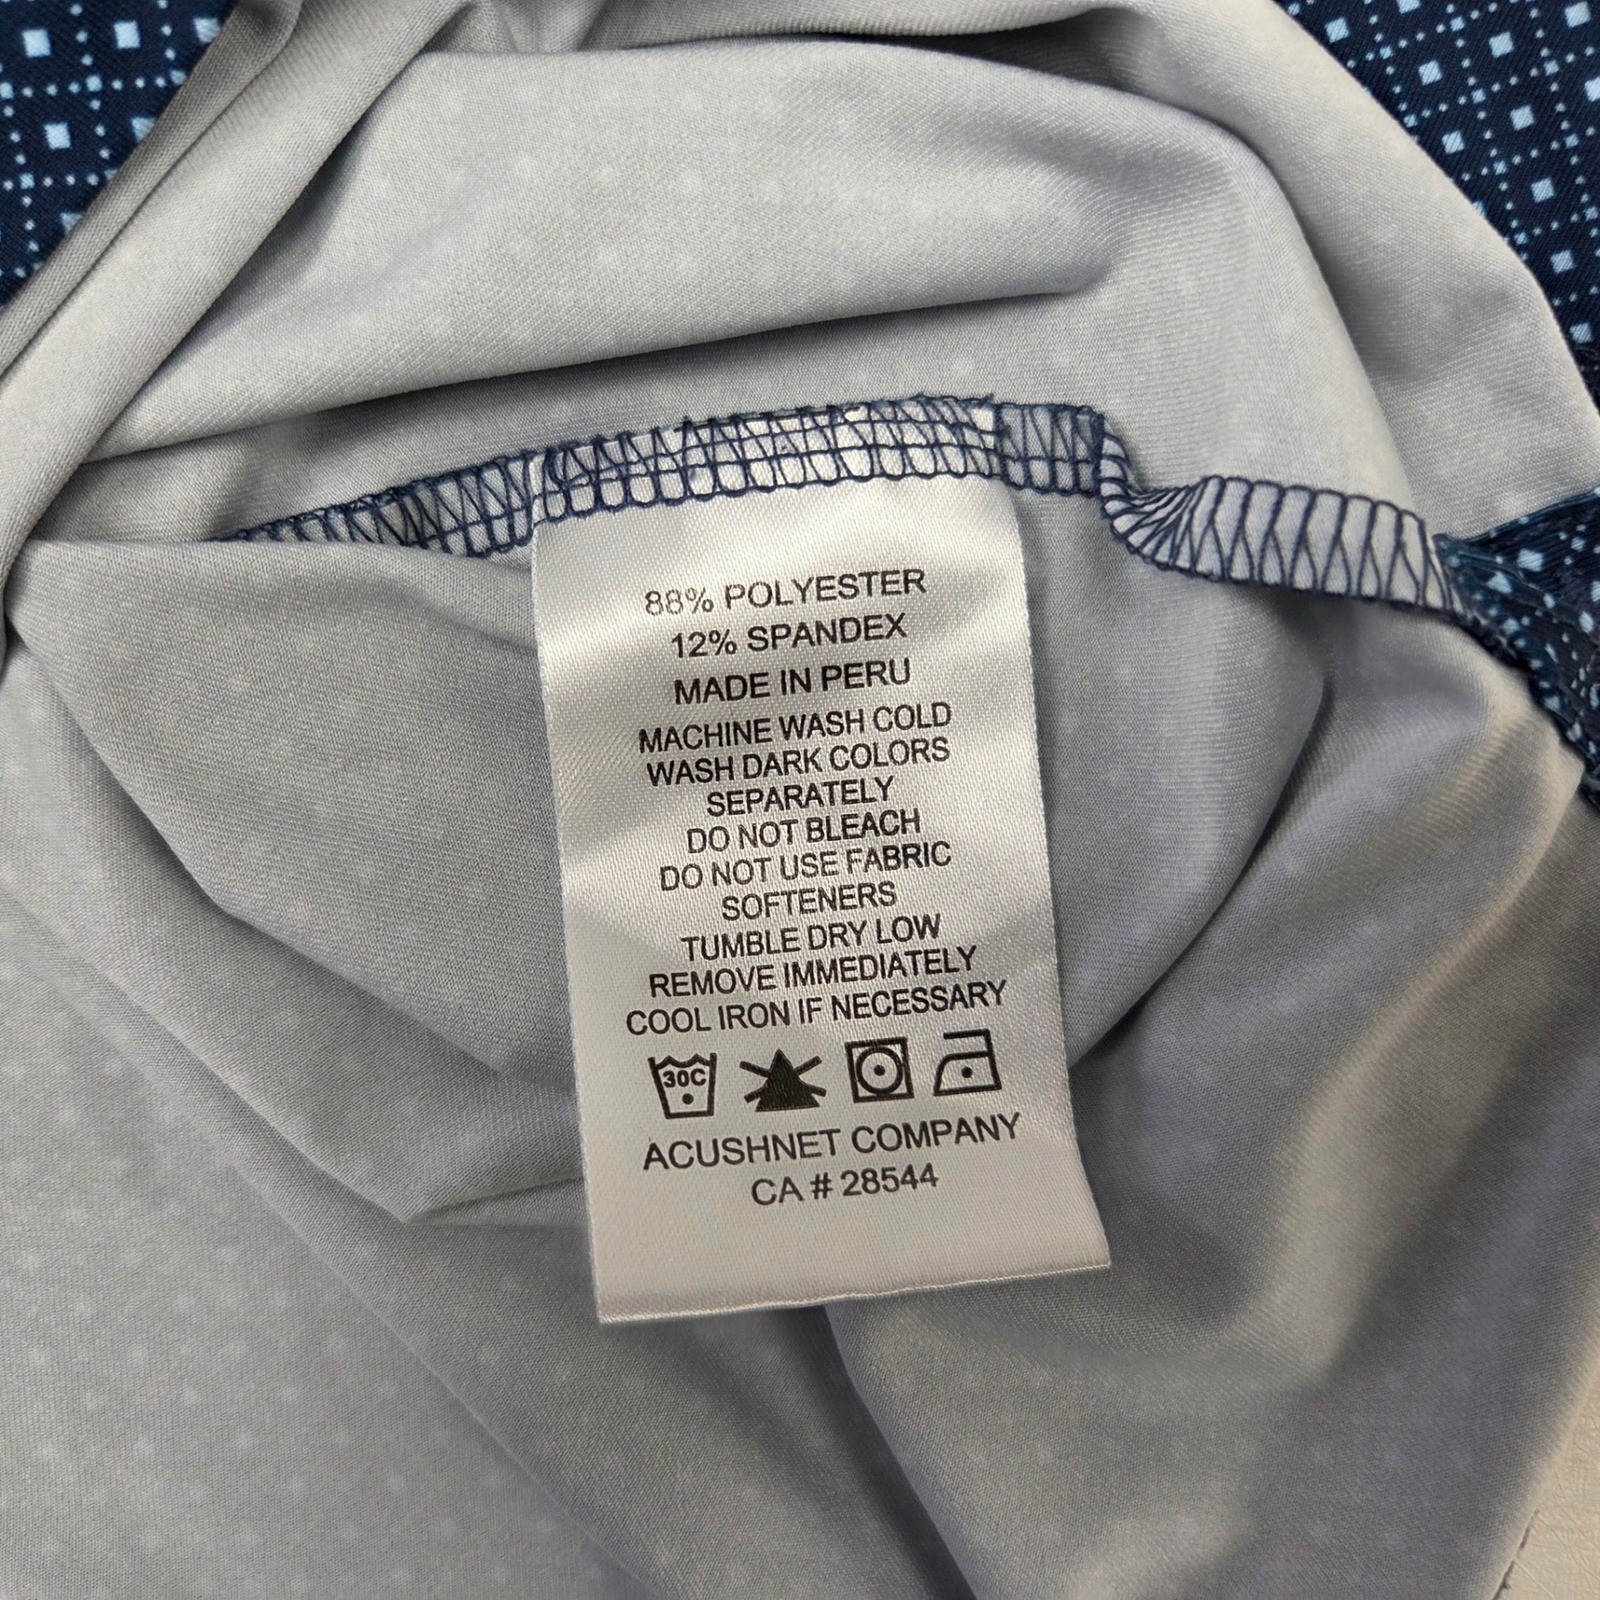 88% POLYESTER
12% SPANDEX
MADE IN PERU
MACHINE WASH COLD
WASH DARK COLORS
SEPARATELY
DO NOT BLEACH
DO NOT USE FABRIC
SOFTENERS
TUMBLE DRY LOW
REMOVE IMMEDIATELY
COOL IRON IF NECESSARY
30C
ACUSHNET COMPANY
CA # 28544